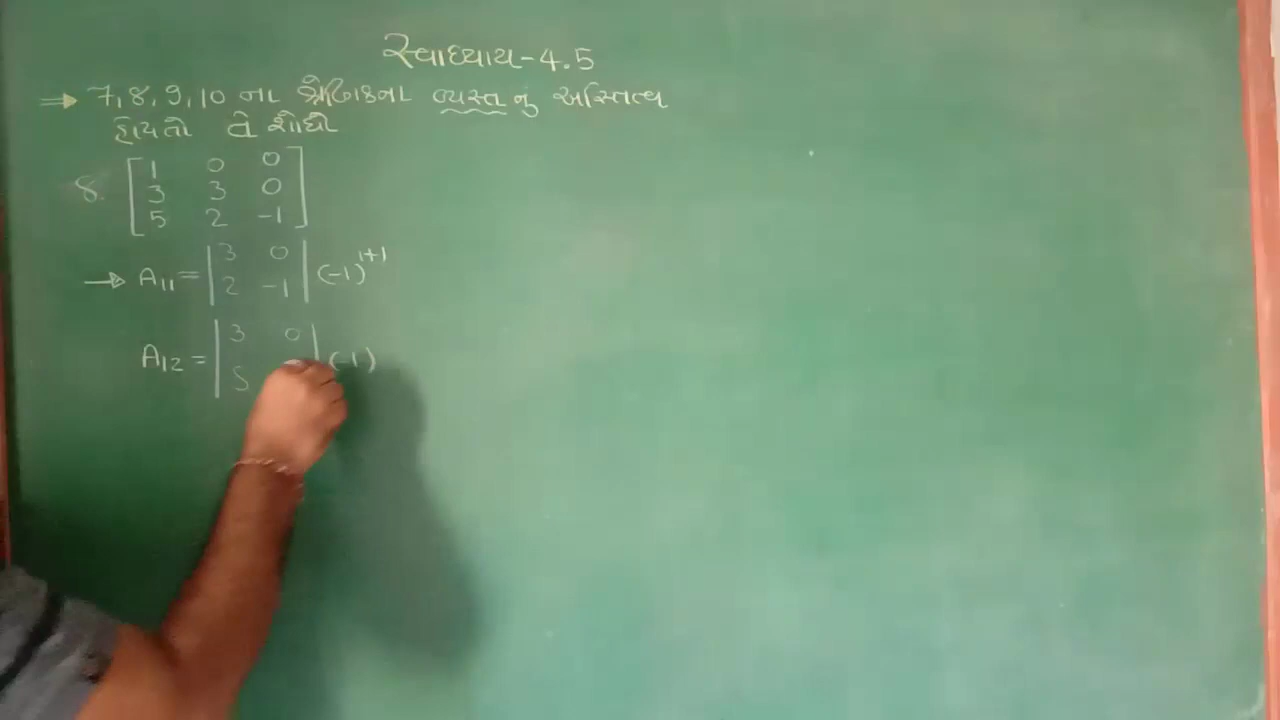 સ્વાધ્યાય-4.5
⇒ 7, 8, 9, 10 ના શ્રેણિકના વ્યસ્ત નું અસ્તિત્વ
હોયતો તે શોધો
8. [1 0 0
3 3 0
5 2 -1]
→ A₁₁ = |3 0
2 -1| (-1)¹⁺¹
A₁₂ = |3 0
5 | (-1)